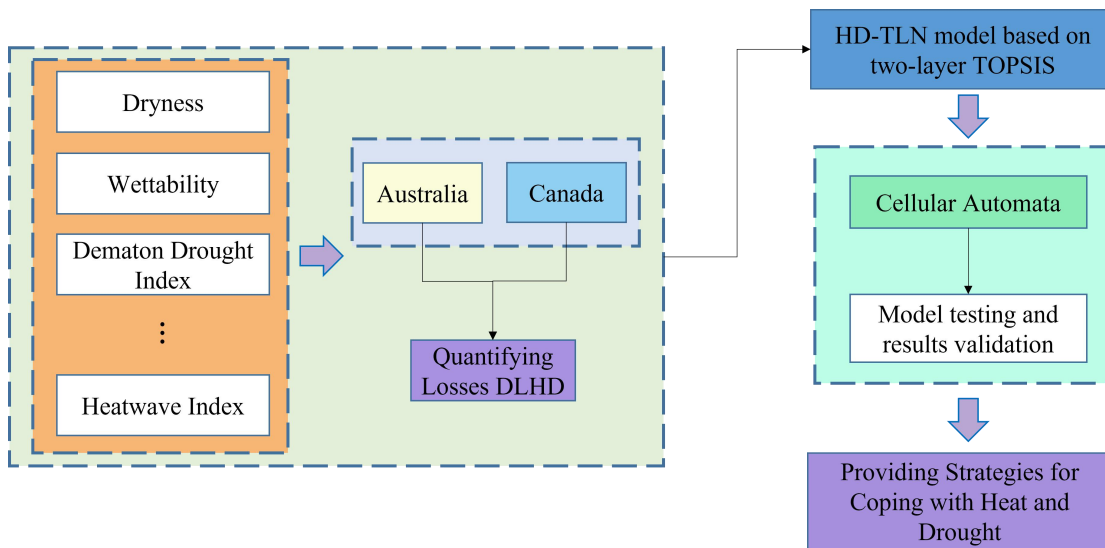 Dryness
Wettability
Dematon Drought
Index
⋮
Heatwave Index
Australia
Canada
Quantifying
Losses DLHD
HD-TLN model based on
two-layer TOPSIS
Cellular Automata
Model testing and
results validation
Providing Strategies for
Coping with Heat and
Drought